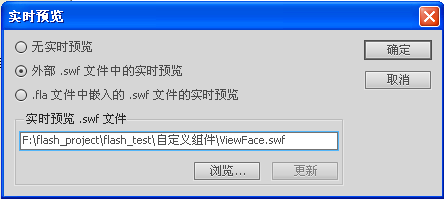 实时预览
无实时预览
确定
外部 .swf 文件中的实时预览
取消
.fla 文件中嵌入的 .swf 文件的实时预览
实时预览 .swf 文件
F:\flash_project\flash_test\自定义组件\ViewFace.swf
浏览... 更新